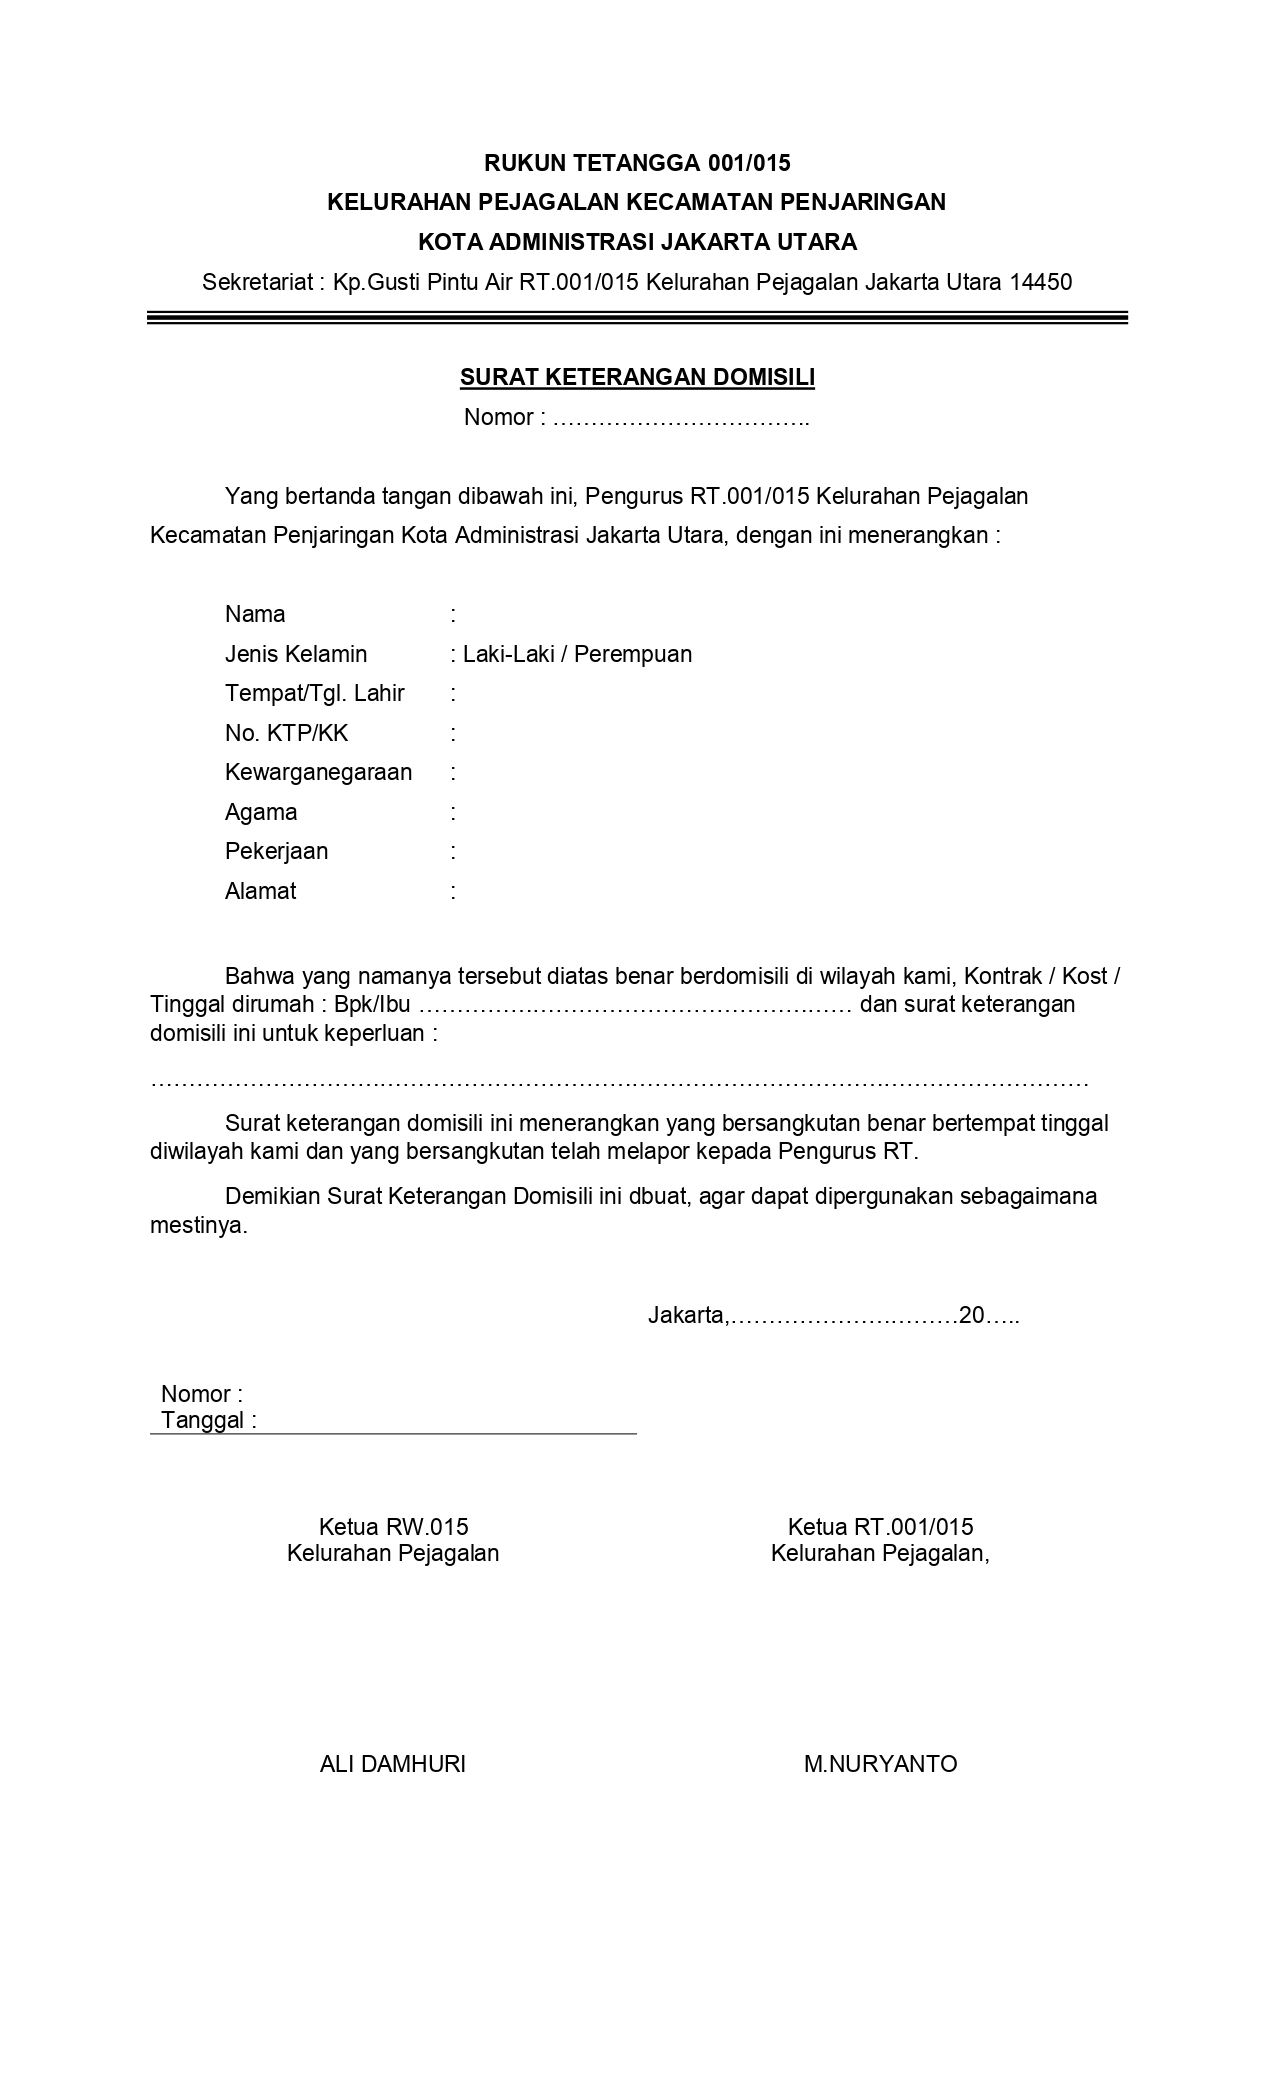 RUKUN TETANGGA 001/015
KELURAHAN PEJAGALAN KECAMATAN PENJARINGAN
KOTA ADMINISTRASI JAKARTA UTARA
Sekretariat : Kp.Gusti Pintu Air RT.001/015 Kelurahan Pejagalan Jakarta Utara 14450
SURAT KETERANGAN DOMISILI
Nomor : …………………………….
Yang bertanda tangan dibawah ini, Pengurus RT.001/015 Kelurahan Pejagalan
Kecamatan Penjaringan Kota Administrasi Jakarta Utara, dengan ini menerangkan :
Nama :
Jenis Kelamin : Laki-Laki / Perempuan
Tempat/Tgl. Lahir :
No. KTP/KK :
Kewarganegaraan :
Agama :
Pekerjaan :
Alamat :
Bahwa yang namanya tersebut diatas benar berdomisili di wilayah kami, Kontrak / Kost /
Tinggal dirumah : Bpk/Ibu ………………………………………………… dan surat keterangan
domisili ini untuk keperluan :
……………………………………………………………………………………………………………
Surat keterangan domisili ini menerangkan yang bersangkutan benar bertempat tinggal
diwilayah kami dan yang bersangkutan telah melapor kepada Pengurus RT.
Demikian Surat Keterangan Domisili ini dbuat, agar dapat dipergunakan sebagaimana
mestinya.
Jakarta,…………………………20…..
Nomor :
Tanggal :
Ketua RW.015 Ketua RT.001/015
Kelurahan Pejagalan Kelurahan Pejagalan,
ALI DAMHURI M.NURYANTO